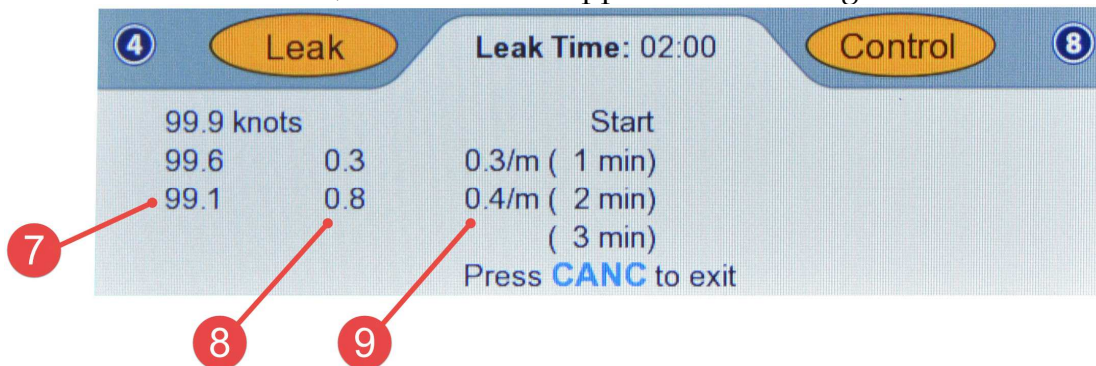 4 Leak Leak Time: 02:00 Control 8
99.9 knots Start
99.6 0.3 0.3/m ( 1 min)
99.1 0.8 0.4/m ( 2 min)
( 3 min)
Press CANC to exit
7
8 9